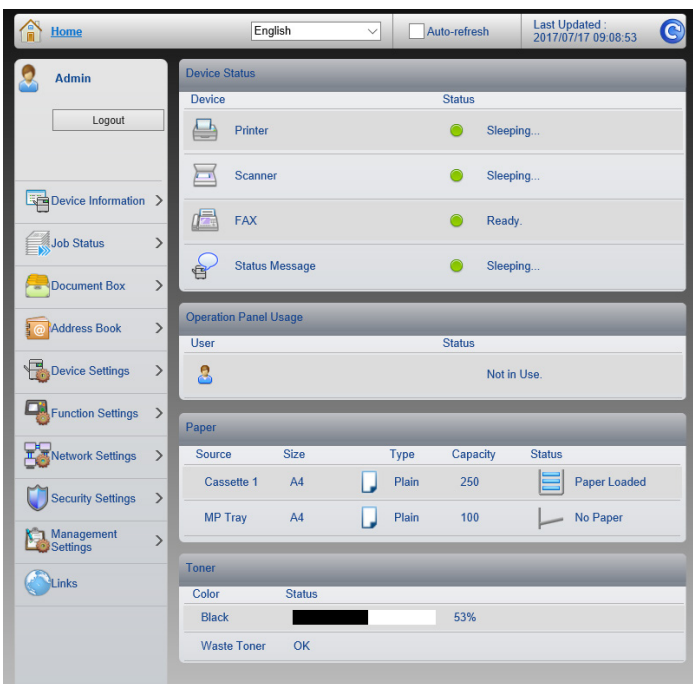 Home
English
Auto-refresh
Last Updated :
2017/07/17 09:08:53
Admin
Logout
Device Information
Job Status
Document Box
Address Book
Device Settings
Function Settings
Network Settings
Security Settings
Management
Settings
Links
Device Status
Device Status
Printer Sleeping...
Scanner Sleeping...
FAX Ready.
Status Message Sleeping...
Operation Panel Usage
User Status
Not in Use.
Paper
Source Size Type Capacity Status
Cassette 1 A4 Plain 250 Paper Loaded
MP Tray A4 Plain 100 No Paper
Toner
Color Status
Black 53%
Waste Toner OK